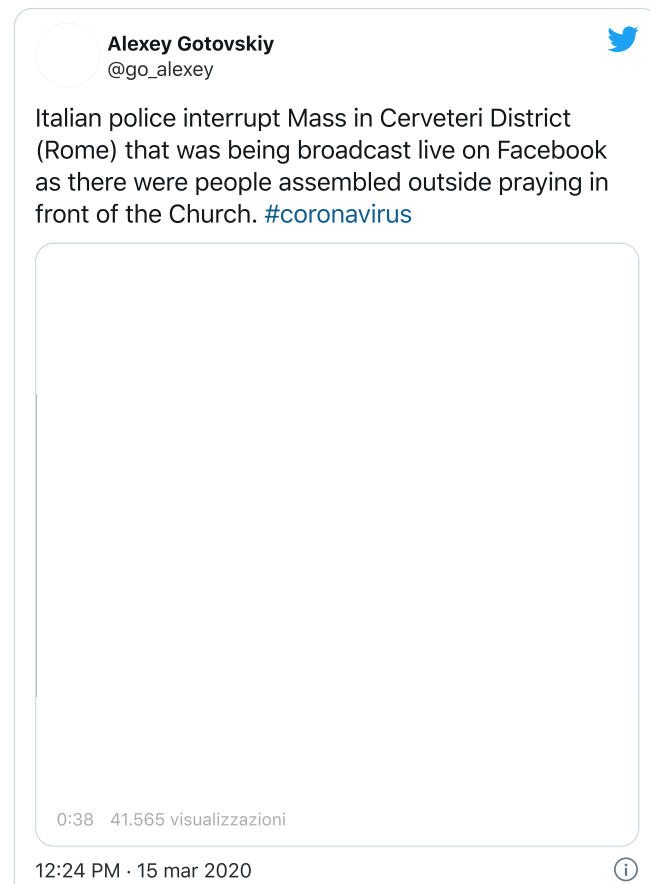 Alexey Gotovskiy
@go_alexey
Italian police interrupt Mass in Cerveteri District
(Rome) that was being broadcast live on Facebook
as there were people assembled outside praying in
front of the Church. #coronavirus
0:38 41.565 visualizzazioni
12:24 PM · 15 mar 2020